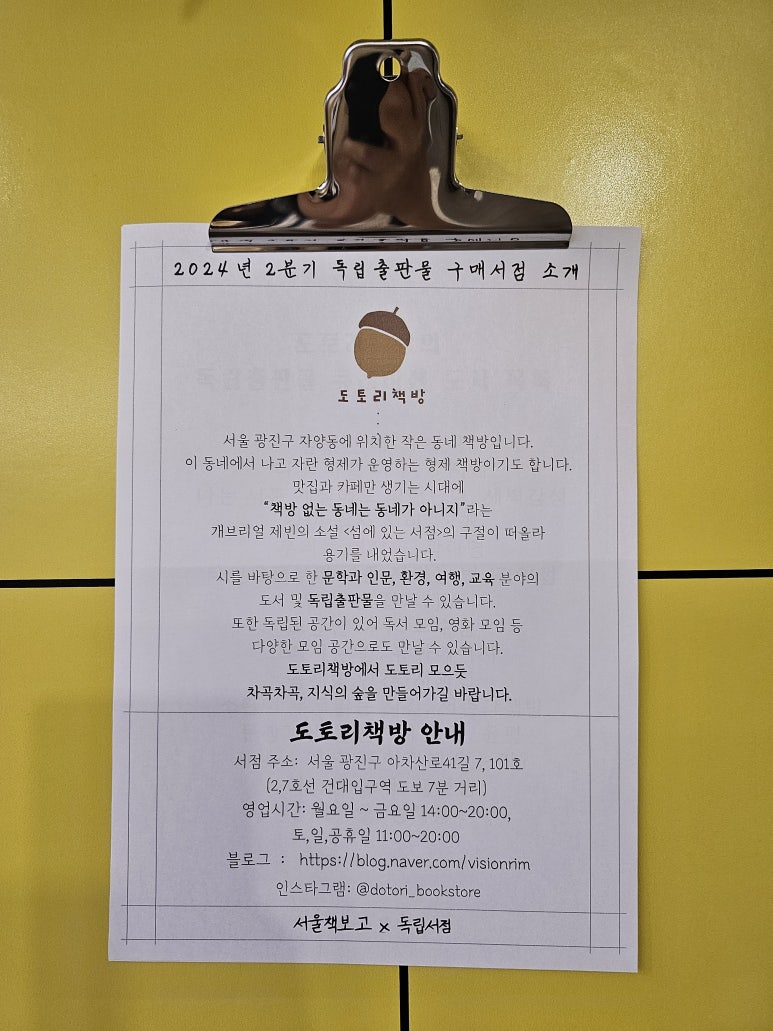 2024년 2분기 독립출판물 구매서점 소개
도토리책방
서울 광진구 자양동에 위치한 작은 동네 책방입니다.
이 동네에서 나고 자란 형제가 운영하는 형제 책방이기도 합니다.
맛집과 카페만 생기는 시대에
“책방 없는 동네는 동네가 아니지”라는
개브리얼 제빈의 소설 <섬에 있는 서점>의 구절이 떠올라
용기를 내었습니다.
시를 바탕으로 한 문학과 인문, 환경, 여행, 교육 분야의
도서 및 독립출판물을 만날 수 있습니다.
또한 독립된 공간이 있어 독서 모임, 영화 모임 등
다양한 모임 공간으로도 만날 수 있습니다.
도토리책방에서 도토리 모으듯
차곡차곡, 지식의 숲을 만들어가길 바랍니다.
도토리책방 안내
서점 주소: 서울 광진구 아차산로41길 7, 101호
(2,7호선 건대입구역 도보 7분 거리)
영업시간: 월요일 ~ 금요일 14:00~20:00,
토,일,공휴일 11:00~20:00
블로그 : https://blog.naver.com/visionrim
인스타그램: @dotori_bookstore
서울책보고 x 독립서점